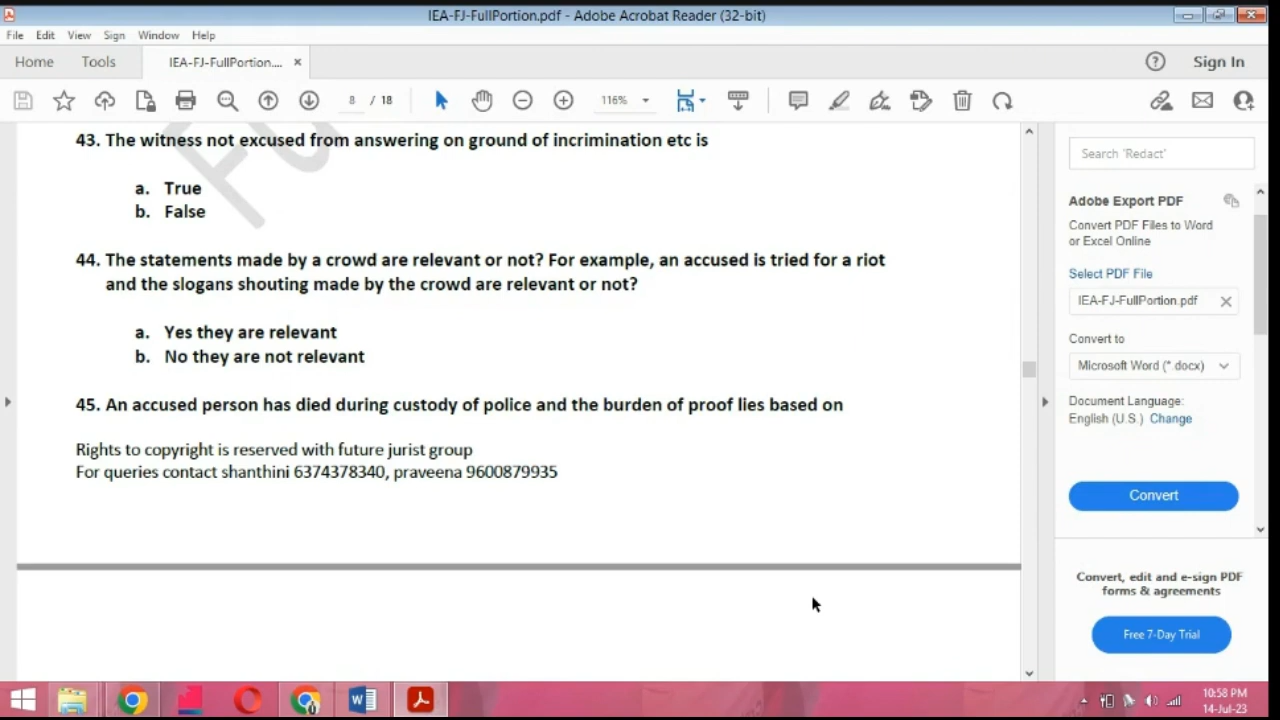 IEA-FJ-FullPortion.pdf - Adobe Acrobat Reader (32-bit)
File Edit View Sign Window Help
Home Tools IEA-FJ-FullPortion.... × Sign In
8 / 18 116%
43. The witness not excused from answering on ground of incrimination etc is
a. True
b. False
44. The statements made by a crowd are relevant or not? For example, an accused is tried for a riot
and the slogans shouting made by the crowd are relevant or not?
a. Yes they are relevant
b. No they are not relevant
45. An accused person has died during custody of police and the burden of proof lies based on
Rights to copyright is reserved with future jurist group
For queries contact shanthini 6374378340, praveena 9600879935
Search 'Redact'
Adobe Export PDF
Convert PDF Files to Word
or Excel Online
Select PDF File
IEA-FJ-FullPortion.pdf
Convert to
Microsoft Word (*.docx)
Document Language:
English (U.S.) Change
Convert
Convert, edit and e-sign PDF
forms & agreements
Free 7-Day Trial
10:58 PM
14-Jul-23